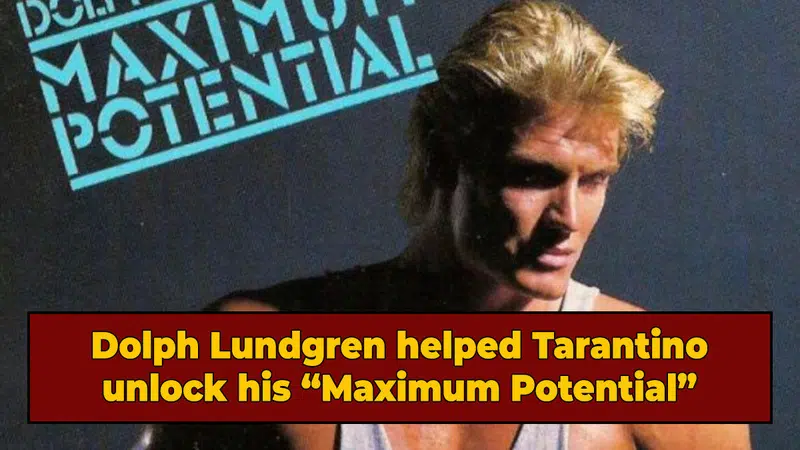 MAXIMUM
POTENTIAL
Dolph Lundgren helped Tarantino
unlock his “Maximum Potential”